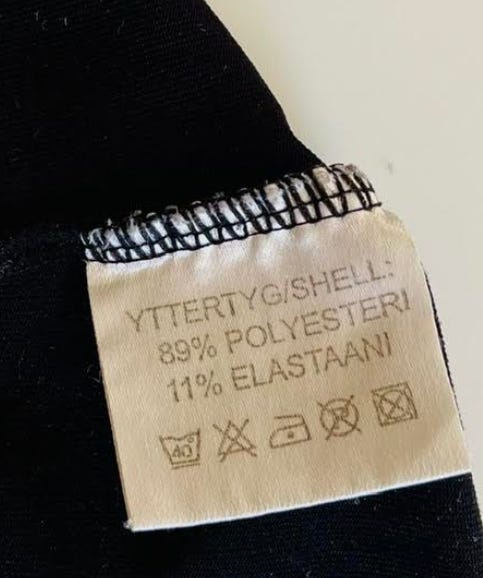 YTTERTYG/SHELL:
89% POLYESTERI
11% ELASTAANI
40°